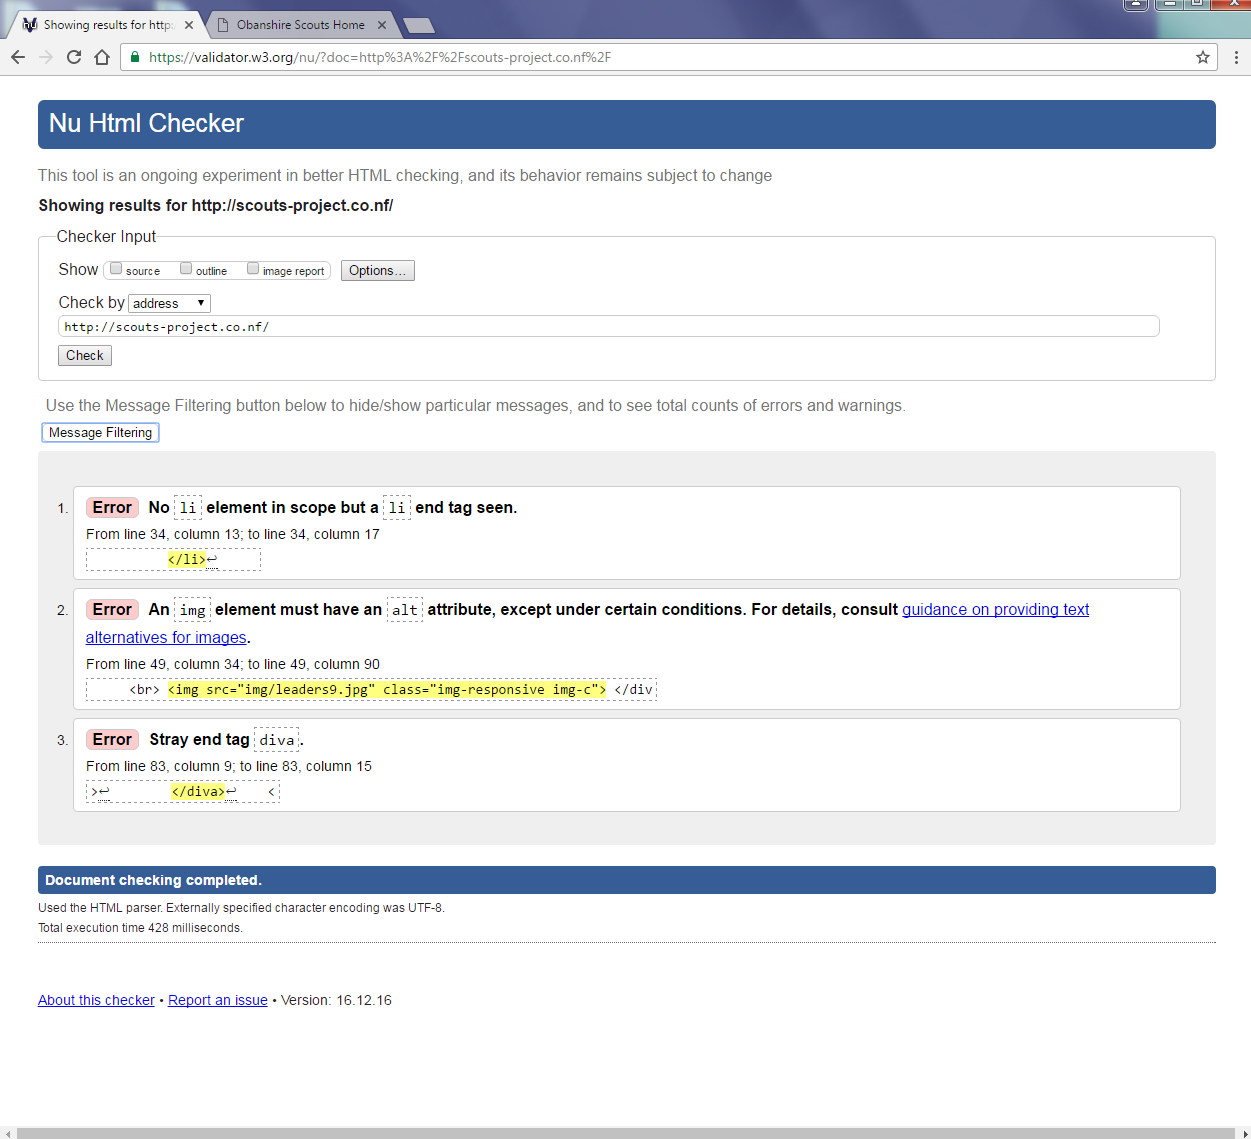 Showing results for http:
Obanshire Scouts Home
https://validator.w3.org/nu/?doc=http%3A%2F%2Fscouts-project.co.nf%2F
Nu Html Checker
This tool is an ongoing experiment in better HTML checking, and its behavior remains subject to change
Showing results for http://scouts-project.co.nf/
Checker Input
Show source outline image report Options...
Check by address
http://scouts-project.co.nf/
Check
Use the Message Filtering button below to hide/show particular messages, and to see total counts of errors and warnings.
Message Filtering
1. Error No li element in scope but a li end tag seen.
From line 34, column 13; to line 34, column 17
</li>↩
2. Error An img element must have an alt attribute, except under certain conditions. For details, consult guidance on providing text
alternatives for images.
From line 49, column 34; to line 49, column 90
<br> <img src="img/leaders9.jpg" class="img-responsive img-c"> </div
3. Error Stray end tag diva.
From line 83, column 9; to line 83, column 15
>↩ </diva>↩ <
Document checking completed.
Used the HTML parser. Externally specified character encoding was UTF-8.
Total execution time 428 milliseconds.
About this checker • Report an issue • Version: 16.12.16